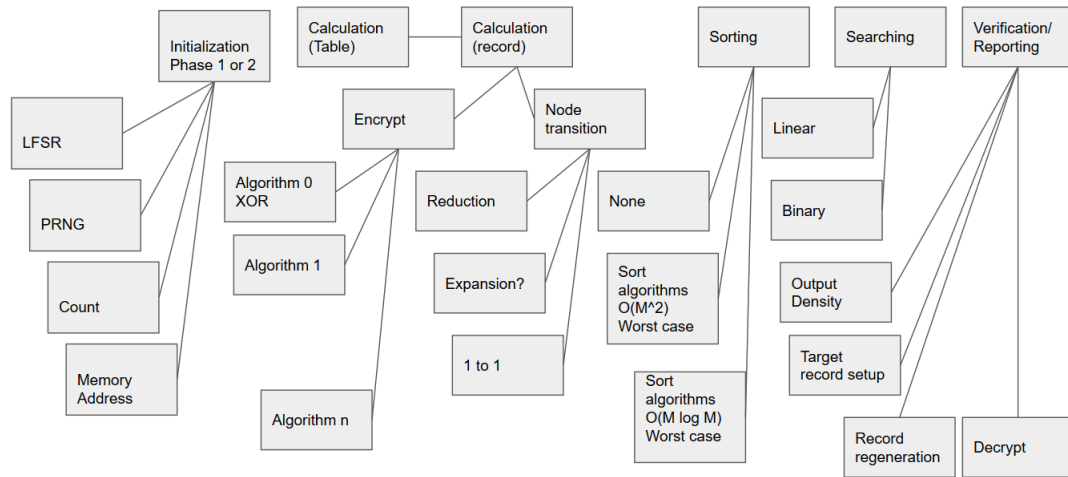 Initialization
Phase 1 or 2
Calculation
(Table)
Calculation
(record)
Sorting
Searching
Verification/
Reporting
LFSR
Encrypt
Node
transition
Linear
Algorithm 0
XOR
Reduction
None
Binary
PRNG
Algorithm 1
Expansion?
Sort
algorithms
O(M^2)
Worst case
Output
Density
Count
1 to 1
Target
record setup
Memory
Address
Algorithm n
Sort
algorithms
O(M log M)
Worst case
Record
regeneration
Decrypt